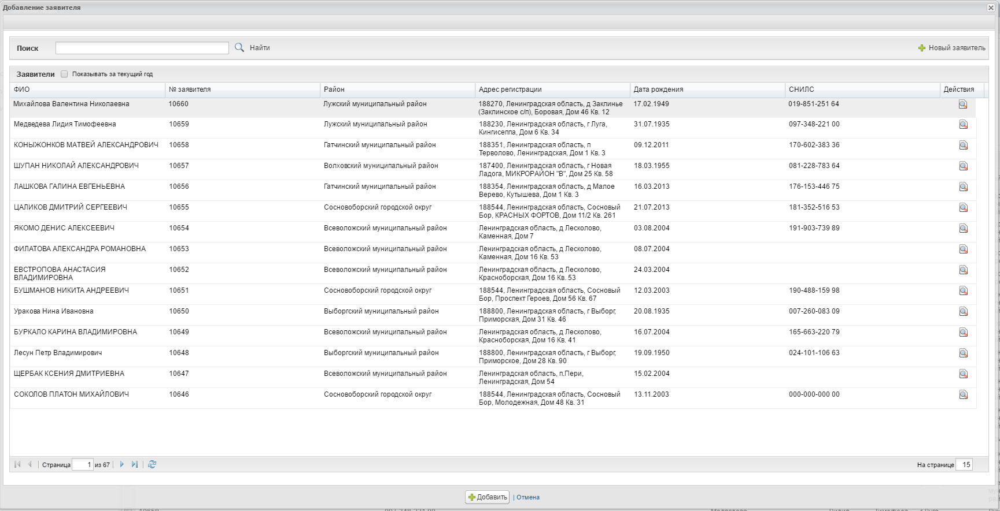 Добавление заявителя
Поиск Найти Новый заявитель
Заявители Показывать за текущий год
ФИО № заявителя Район Адрес регистрации Дата рождения СНИЛС Действия
Михайлова Валентина Николаевна 10660 Лужский муниципальный район 188270, Ленинградская область, д Заклинье 17.02.1949 019-851-251 64
(Заклинское с/п), Боровая, Дом 46 Кв. 12
Медведева Лидия Тимофеевна 10659 Лужский муниципальный район 188230, Ленинградская область, г Луга, 31.07.1935 097-348-221 00
Кингисеппа, Дом 6 Кв. 34
КОНЫЖОНКОВ МАТВЕЙ АЛЕКСАНДРОВИЧ 10658 Гатчинский муниципальный район 188351, Ленинградская область, п 09.12.2011 170-602-383 36
Терволово, Ленинградская, Дом 1 Кв. 3
ШУПАН НИКОЛАЙ АЛЕКСАНДРОВИЧ 10657 Волховский муниципальный район 187400, Ленинградская область, г Новая 18.03.1955 081-228-783 64
Ладога, МИКРОРАЙОН "В", Дом 25 Кв. 58
ЛАШКОВА ГАЛИНА ЕВГЕНЬЕВНА 10656 Гатчинский муниципальный район 188354, Ленинградская область, д Малое 16.03.2013 176-153-446 75
Верево, Кутышева, Дом 1 Кв. 3
ЦАЛИКОВ ДМИТРИЙ СЕРГЕЕВИЧ 10655 Сосновоборский городской округ 188544, Ленинградская область, Сосновый 21.07.2013 181-352-516 53
Бор, КРАСНЫХ ФОРТОВ, Дом 11/2 Кв. 261
ЯКОМО ДЕНИС АЛЕКСЕЕВИЧ 10654 Всеволожский муниципальный район Ленинградская область, д Лесколово, 03.08.2004 191-903-739 89
Каменная, Дом 7
ФИЛАТОВА АЛЕКСАНДРА РОМАНОВНА 10653 Всеволожский муниципальный район Ленинградская область, д Лесколово, 08.07.2004
Каменная, Дом 16 Кв. 53
ЕВСТРОПОВА АНАСТАСИЯ 10652 Всеволожский муниципальный район Ленинградская область, д Лесколово, 24.03.2004
ВЛАДИМИРОВНА Красноборская, Дом 16 Кв. 53
БУШМАНОВ НИКИТА АНДРЕЕВИЧ 10651 Сосновоборский городской округ 188544, Ленинградская область, Сосновый 12.03.2003 190-488-159 98
Бор, Проспект Героев, Дом 56 Кв. 67
Уракова Нина Ивановна 10650 Выборгский муниципальный район 188800, Ленинградская область, г Выборг, 20.08.1935 007-260-083 09
Приморская, Дом 31 Кв. 46
БУРКАЛО КАРИНА ВЛАДИМИРОВНА 10649 Всеволожский муниципальный район Ленинградская область, д Лесколово, 16.07.2004 165-663-220 79
Красноборская, Дом 16 Кв. 41
Лесун Петр Владимирович 10648 Выборгский муниципальный район 188800, Ленинградская область, г Выборг, 19.09.1950 024-101-106 63
Приморское, Дом 28 Кв. 90
ЩЕРБАК КСЕНИЯ ДМИТРИЕВНА 10647 Всеволожский муниципальный район Ленинградская область, п.Пери, 15.02.2004
Ленинградская, Дом 54
СОКОЛОВ ПЛАТОН МИХАЙЛОВИЧ 10646 Сосновоборский городской округ 188544, Ленинградская область, Сосновый 13.11.2003 000-000-000 00
Бор, Молодежная, Дом 48 Кв. 31
Страница 1 из 67 На странице 15
Добавить | Отмена